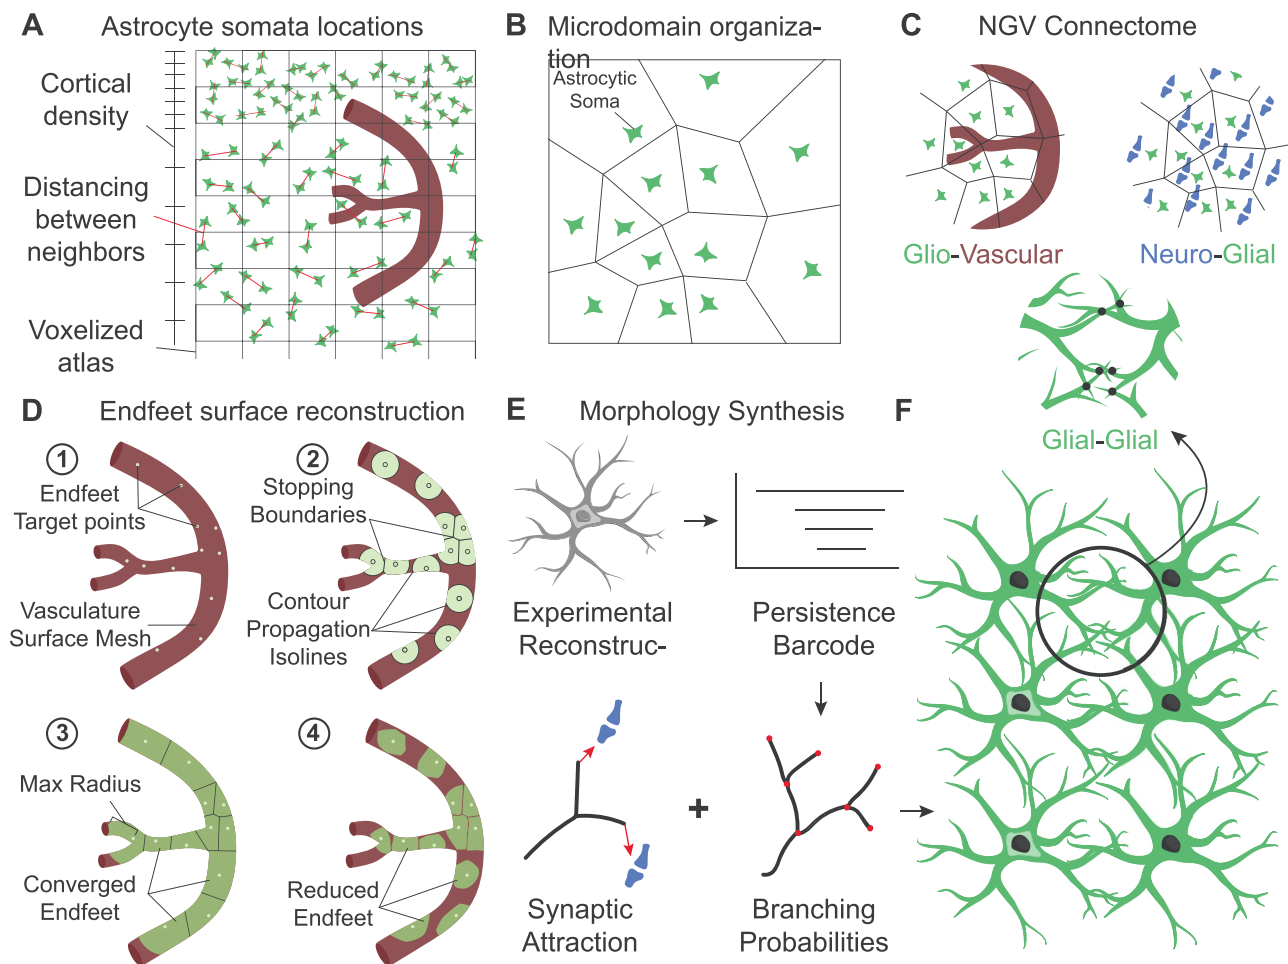 A Astrocyte somata locations
Cortical
density
Distancing
between
neighbors
Voxelized
atlas
B Microdomain organiza-
tion
Astrocytic
Soma
C NGV Connectome
Glio-Vascular
Neuro-Glial
Glial-Glial
D Endfeet surface reconstruction
1
Endfeet
Target points
Vasculature
Surface Mesh
2
Stopping
Boundaries
Contour
Propagation
Isolines
3
Max Radius
Converged
Endfeet
4
Reduced
Endfeet
E Morphology Synthesis
Experimental
Reconstruc-
Persistence
Barcode
Synaptic
Attraction
+
Branching
Probabilities
F